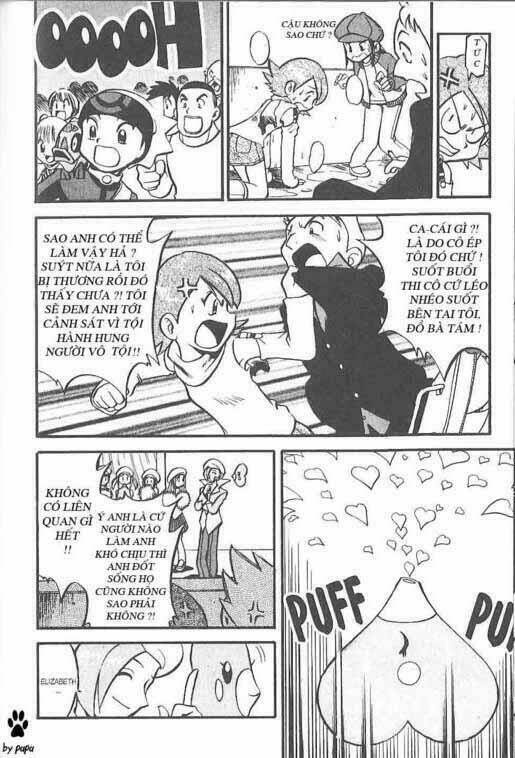 HOOOO
CẬU KHÔNG
SAO CHỨ ?
TỨC
SAO ANH CÓ THỂ
LÀM VẬY HẢ ?
SUÝT NỮA LÀ TÔI
BỊ THƯƠNG RỒI ĐÓ
THẤY CHƯA ?! TÔI
SẼ ĐEM ANH TỚI
CẢNH SÁT VÌ TỘI
HÀNH HUNG
NGƯỜI VÔ TỘI!!
CA-CÁI GÌ ?!
LÀ DO CÔ ÉP
TÔI ĐÓ CHỨ !
SUỐT BUỔI
THI CÔ CỨ LÉO
NHÉO SUỐT
BÊN TAI TÔI.
ĐỒ BÀ TÁM !
KHÔNG
CÓ LIÊN
QUAN GÌ
HẾT
!!
Ý ANH LÀ CỨ
NGƯỜI NÀO
LÀM ANH
KHÓ CHỊU THÌ
ANH ĐỐT
SỐNG HỌ
CŨNG KHÔNG
SAO PHẢI
KHÔNG ?!
PUFF
PU
ELIZABETH
...
by papu